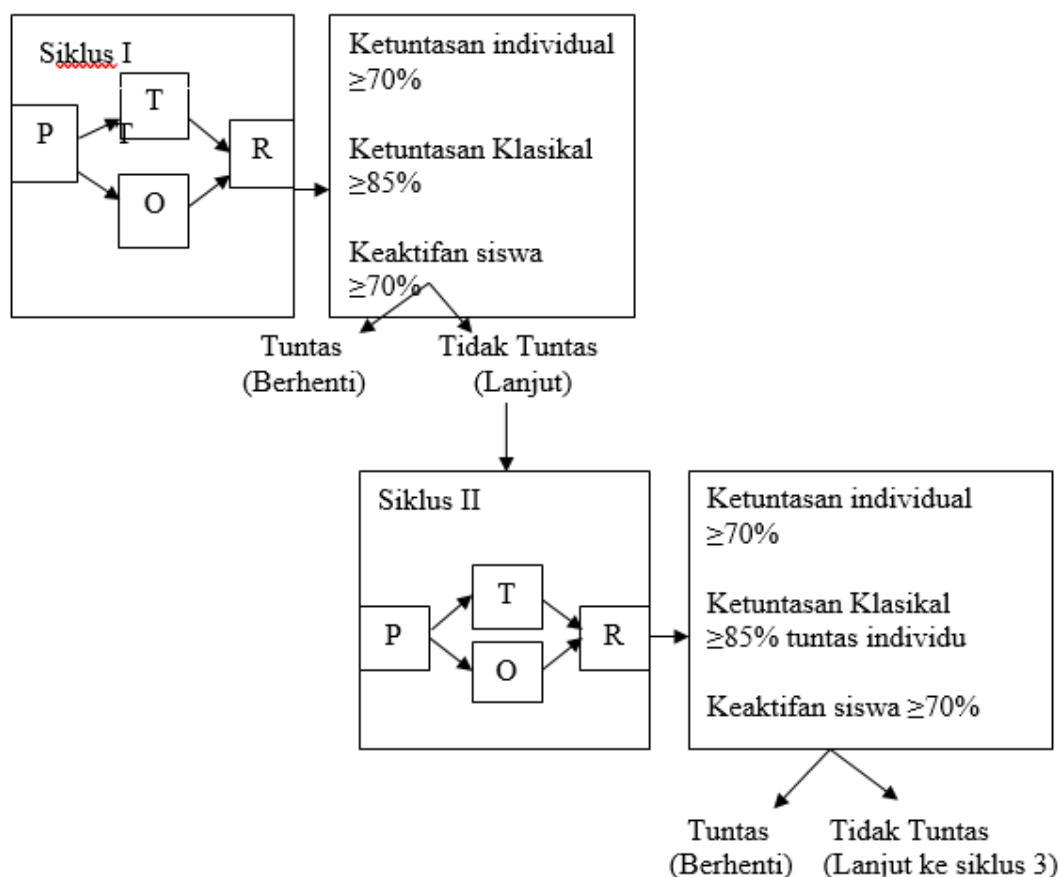 Siklus I
T
P
T
R
O
Ketuntasan individual
≥70%
Ketuntasan Klasikal
≥85%
Keaktifan siswa
≥70%
Tuntas
(Berhenti)
Tidak Tuntas
(Lanjut)
Siklus II
T
P
R
O
Ketuntasan individual
≥70%
Ketuntasan Klasikal
≥85% tuntas individu
Keaktifan siswa ≥70%
Tuntas
(Berhenti)
Tidak Tuntas
(Lanjut ke siklus 3)